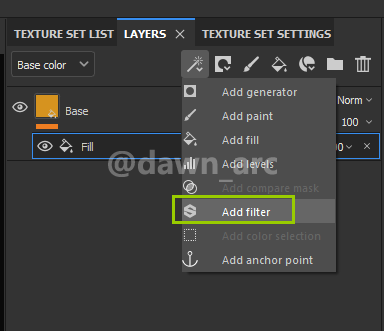 TEXTURE SET LIST LAYERS × TEXTURE SET SETTINGS
Base color
Add generator
Norm
Base
Add paint
100
Add fill
Fill
Add levels
@dawn_arc
Add compare mask
Add filter
Add color selection
Add anchor point